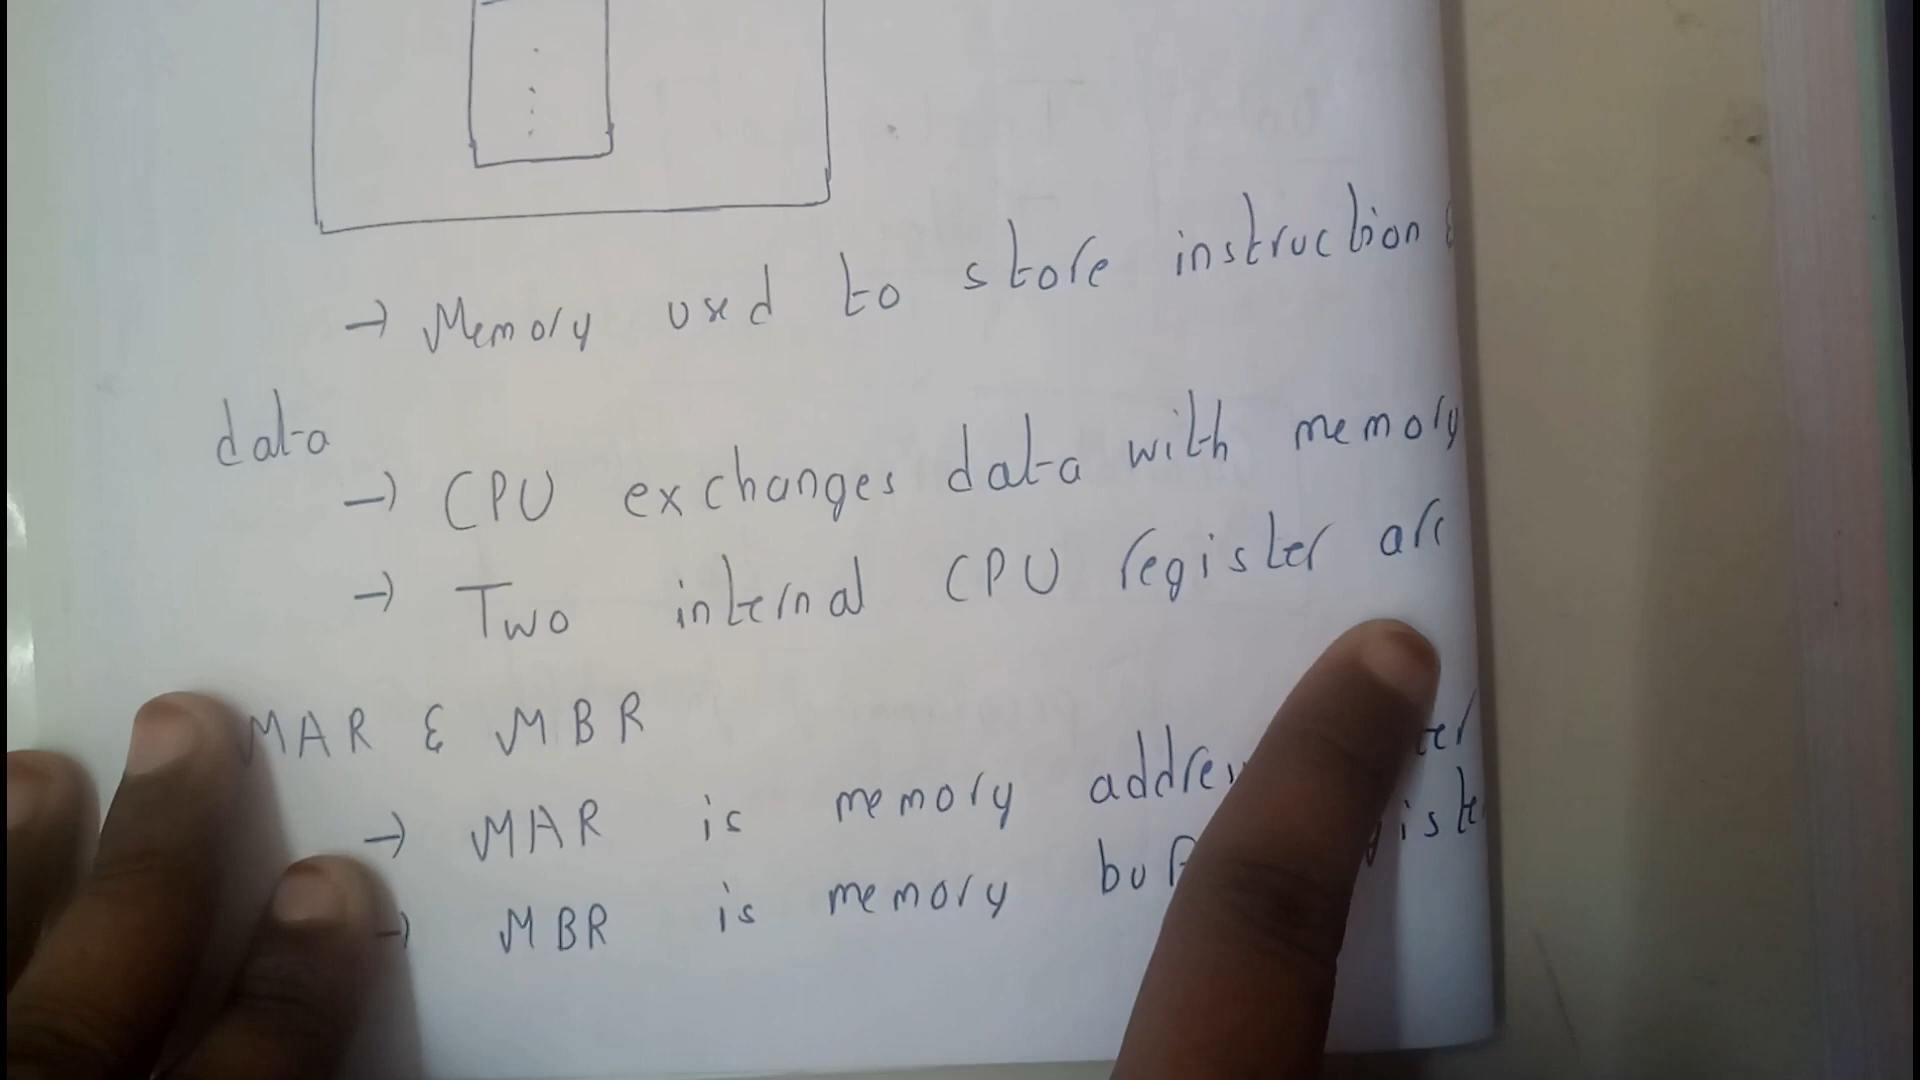 → Memory used to store instruction
data
→ CPU exchanges data with memory
→ Two internal CPU register are
MAR & MBR
→ MAR is memory
→ MBR is memory